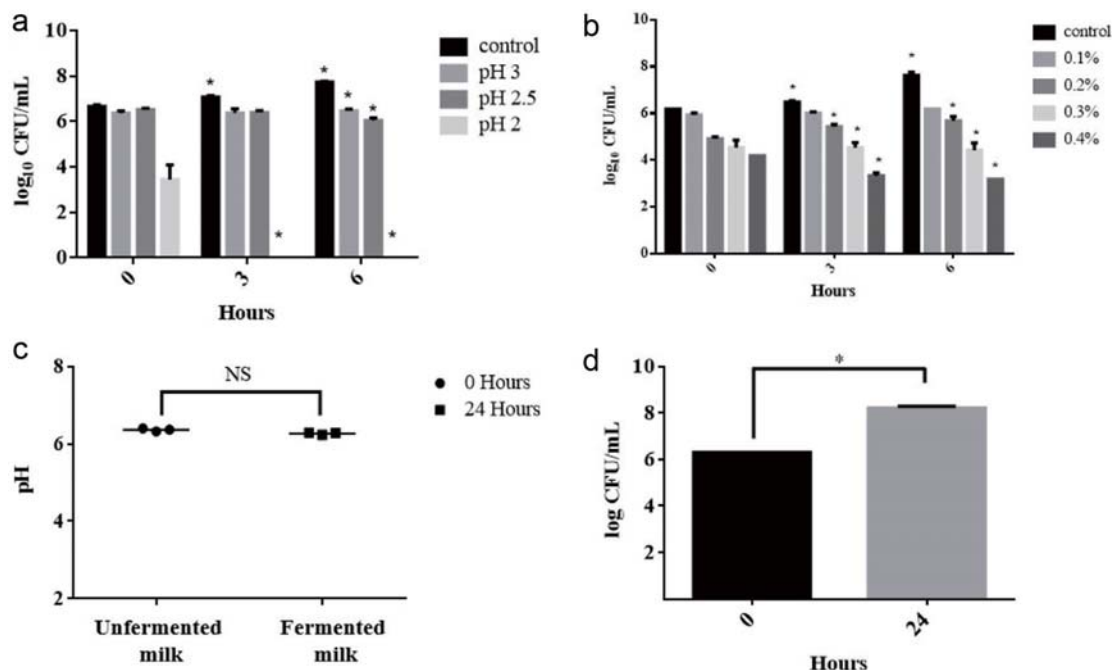 a
log₁₀ CFU/mL
10
8
6
4
2
0
* * * * * *
0 3 6
Hours
control
pH 3
pH 2.5
pH 2
b
log₁₀ CFU/mL
10
8
6
4
2
0
* * * * * * * *
0 3 6
Hours
control
0.1%
0.2%
0.3%
0.4%
c
pH
8
6
4
2
NS
Unfermented
milk
Fermented
milk
0 Hours
24 Hours
d
log CFU/mL
10
8
6
4
2
*
0 24
Hours